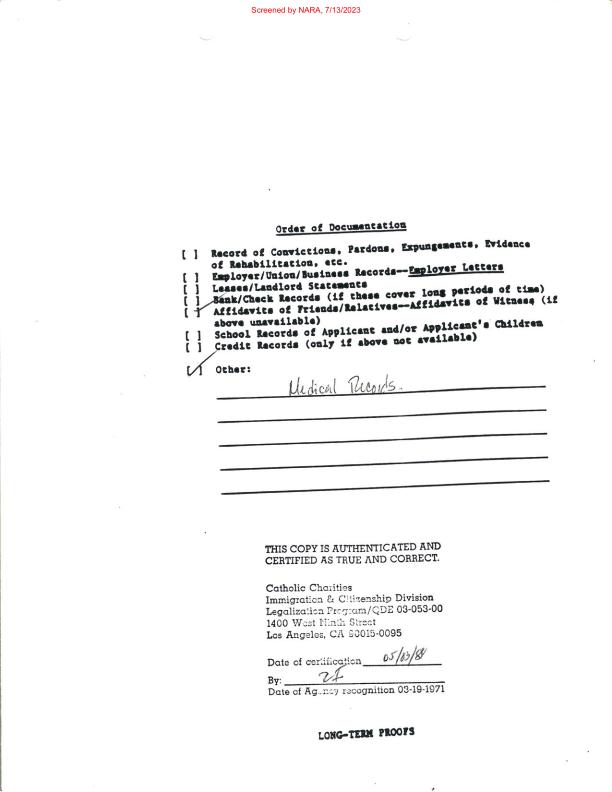 Screened by NARA, 7/13/2023
Order of Documentation
[ ] Record of Convictions, Pardons, Expungements, Evidence
of Rehabilitation, etc.
[ ] Employer/Union/Business Records--Employer Letters
[ ] Leases/Landlord Statements
[ ] Bank/Check Records (if these cover long periods of time)
[ ] Affidavits of Friends/Relatives--Affidavits of Witness (if
above unavailable)
[ ] School Records of Applicant and/or Applicant's Children
[ ] Credit Records (only if above not available)
[✓] Other:
Medical Records.
THIS COPY IS AUTHENTICATED AND
CERTIFIED AS TRUE AND CORRECT.
Catholic Charities
Immigration & Citizenship Division
Legalization Program/QDE 03-053-00
1400 West Ninth Street
Los Angeles, CA 90015-0095
Date of certification 05/03/88
By:
Date of Agency recognition 03-19-1971
LONG-TERM PROOFS